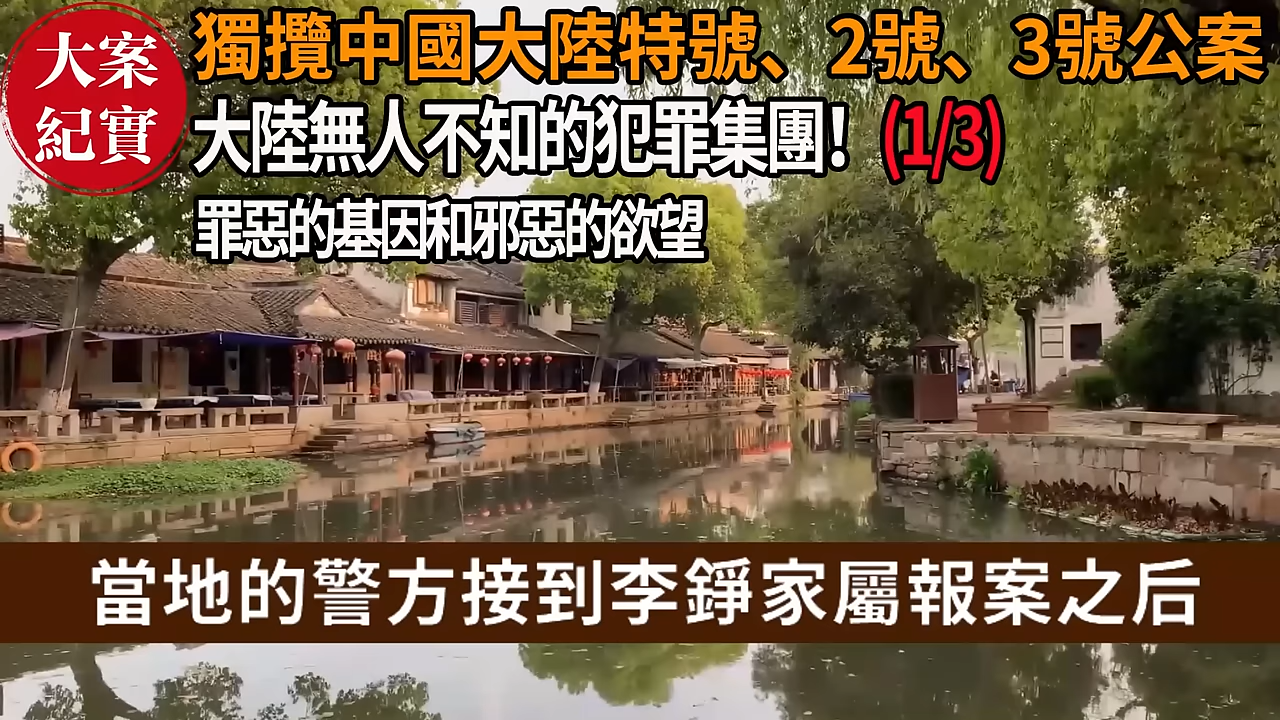 大案
紀實
獨攬中國大陸特號、2號、3號公案
大陸無人不知的犯罪集團！(1/3)
罪惡的基因和邪惡的欲望
當地的警方接到李錚家屬報案之后